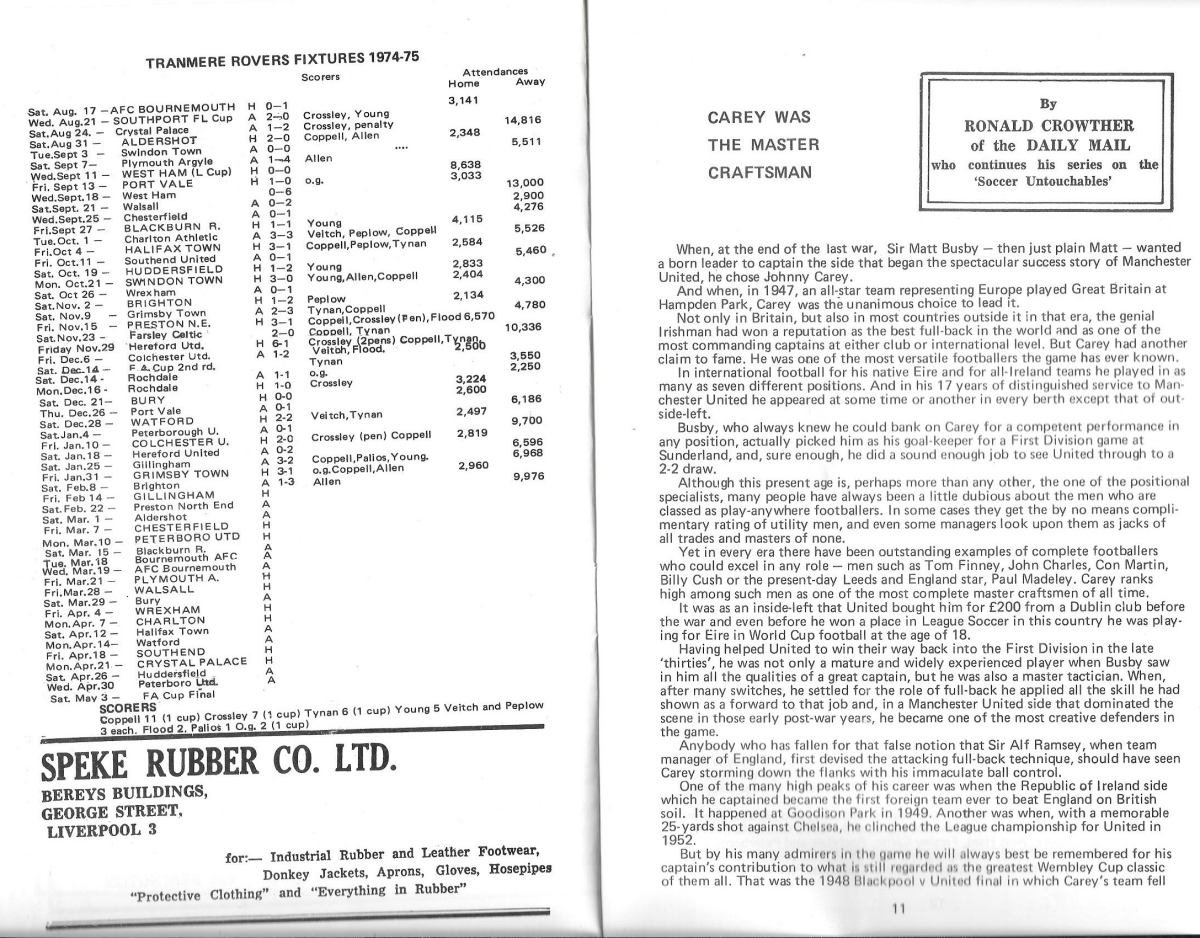 TRANMERE ROVERS FIXTURES 1974-75
Scorers Attendances
Home Away
Sat. Aug. 17 –AFC BOURNEMOUTH H 0–1 3,141
Wed. Aug.21 – SOUTHPORT FL Cup A 2–0 Crossley, Young
Sat.Aug 24. – Crystal Palace A 1–2 Crossley, penalty 14,816
Sat.Aug 31 – ALDERSHOT H 2–0 Coppell, Allen 2,348
Tue.Sept 3 – Swindon Town A 0–0 .... 5,511
Sat. Sept 7– Plymouth Argyle A 1–4 Allen
Wed.Sept 11 – WEST HAM (L Cup) H 0–0 8,638
Fri. Sept 13 – PORT VALE H 1–0 o.g. 3,033
Wed.Sept.18 – West Ham 0–6 13,000
Sat.Sept. 21 – Walsall A 0–2 2,900
Wed.Sept.25 – Chesterfield A 0–1 4,276
Fri.Sept 27 – BLACKBURN R. H 1–1 Young 4,115
Tue.Oct. 1 – Charlton Athletic A 3–3 Veitch, Peplow, Coppell 5,526
Fri.Oct 4 – HALIFAX TOWN H 3–1 Coppell,Peplow,Tynan 2,584
Fri. Oct.11 – Southend United A 0–1 5,460
Sat. Oct. 19 – HUDDERSFIELD H 1–2 Young 2,833
Mon. Oct.21 – SWINDON TOWN H 3–0 Young,Allen,Coppell 2,404
Sat. Oct 26 – Wrexham A 0–1 4,300
Sat.Nov. 2 – BRIGHTON H 1–2 Peplow 2,134
Sat.Nov.9 – Grimsby Town A 2–3 Tynan,Coppell 4,780
Fri.Nov.15 – PRESTON N.E. H 3–1 Coppell,Crossley(Pen),Flood 6,570
Sat.Nov.23 – Farsley Celtic 2–0 Coppell, Tynan 10,336
Friday Nov.29 Hereford Utd. H 6-1 Crossley (2pens) Coppell,Tynan,
Veitch,Flood. 2,500
Fri. Dec.6 – Colchester Utd. A 1-2 Tynan 3,550
Sat. Dec.14 – F.A.Cup 2nd rd. 2,250
Sat. Dec.14 - Rochdale A 1-1 o.g.
Mon.Dec.16 - Rochdale H 1-0 Crossley 3,224
Sat. Dec. 21– BURY H 0-0 2,600
Thu. Dec.26 – Port Vale A 0-1 6,186
Sat. Dec.28 – WATFORD H 2-2 Veitch,Tynan 2,497
Sat.Jan.4 – Peterborough U. A 0-1 9,700
Fri. Jan.10 – COLCHESTER U. H 2-0 Crossley (pen) Coppell 2,819
Sat. Jan.18 – Hereford United A 0-2 6,596
Sat. Jan.25 – Gillingham A 3-2 Coppell,Palios,Young. 6,968
Fri. Jan.31 – GRIMSBY TOWN H 3-1 o.g.Coppell,Allen 2,960
Sat. Feb.8 – Brighton A 1-3 Allen 9,976
Fri. Feb 14 – GILLINGHAM H
Sat.Feb. 22 – Preston North End A
Sat. Mar. 1 – Aldershot A
Fri. Mar. 7 – CHESTERFIELD H
Mon. Mar.10 – PETERBORO UTD H
Sat. Mar. 15 – Blackburn R. A
Tue. Mar.18 Bournemouth AFC A
Wed. Mar.19 – AFC Bournemouth A
Fri. Mar.21 – PLYMOUTH A. H
Fri.Mar.28 – WALSALL H
Sat. Mar.29 – Bury A
Fri. Apr. 4 – WREXHAM H
Mon.Apr. 7 – CHARLTON H
Sat. Apr.12 – Halifax Town A
Mon.Apr.14– Watford A
Fri. Apr.18 – SOUTHEND H
Mon.Apr.21 – CRYSTAL PALACE H
Sat. Apr.26 – Huddersfield A
Wed. Apr.30 Peterboro Utd. A
Sat. May 3 – FA Cup Final
SCORERS
Coppell 11 (1 cup) Crossley 7 (1 cup) Tynan 6 (1 cup) Young 5 Veitch and Peplow
3 each. Flood 2. Palios 1 O.g. 2 (1 cup)
SPEKE RUBBER CO. LTD.
BEREYS BUILDINGS,
GEORGE STREET,
LIVERPOOL 3
for:— Industrial Rubber and Leather Footwear,
Donkey Jackets, Aprons, Gloves, Hosepipes
"Protective Clothing" and "Everything in Rubber"
CAREY WAS
THE MASTER
CRAFTSMAN
By
RONALD CROWTHER
of the DAILY MAIL
who continues his series on the
'Soccer Untouchables'
When, at the end of the last war, Sir Matt Busby — then just plain Matt — wanted
a born leader to captain the side that began the spectacular success story of Manchester
United, he chose Johnny Carey.
And when, in 1947, an all-star team representing Europe played Great Britain at
Hampden Park, Carey was the unanimous choice to lead it.
Not only in Britain, but also in most countries outside it in that era, the genial
Irishman had won a reputation as the best full-back in the world and as one of the
most commanding captains at either club or international level. But Carey had another
claim to fame. He was one of the most versatile footballers the game has ever known.
In international football for his native Eire and for all-Ireland teams he played in as
many as seven different positions. And in his 17 years of distinguished service to Man-
chester United he appeared at some time or another in every berth except that of out-
side-left.
Busby, who always knew he could bank on Carey for a competent performance in
any position, actually picked him as his goal-keeper for a First Division game at
Sunderland, and, sure enough, he did a sound enough job to see United through to a
2-2 draw.
Although this present age is, perhaps more than any other, the one of the positional
specialists, many people have always been a little dubious about the men who are
classed as play-anywhere footballers. In some cases they get the by no means compli-
mentary rating of utility men, and even some managers look upon them as jacks of
all trades and masters of none.
Yet in every era there have been outstanding examples of complete footballers
who could excel in any role — men such as Tom Finney, John Charles, Con Martin,
Billy Cush or the present-day Leeds and England star, Paul Madeley. Carey ranks
high among such men as one of the most complete master craftsmen of all time.
It was as an inside-left that United bought him for £200 from a Dublin club before
the war and even before he won a place in League Soccer in this country he was play-
ing for Eire in World Cup football at the age of 18.
Having helped United to win their way back into the First Division in the late
'thirties', he was not only a mature and widely experienced player when Busby saw
in him all the qualities of a great captain, but he was also a master tactician. When,
after many switches, he settled for the role of full-back he applied all the skill he had
shown as a forward to that job and, in a Manchester United side that dominated the
scene in those early post-war years, he became one of the most creative defenders in
the game.
Anybody who has fallen for that false notion that Sir Alf Ramsey, when team
manager of England, first devised the attacking full-back technique, should have seen
Carey storming down the flanks with his immaculate ball control.
One of the many high peaks of his career was when the Republic of Ireland side
which he captained became the first foreign team ever to beat England on British
soil. It happened at Goodison Park in 1949. Another was when, with a memorable
25-yards shot against Chelsea, he clinched the League championship for United in
1952.
But by his many admirers in the game he will always best be remembered for his
captain's contribution to what is still regarded as the greatest Wembley Cup classic
of them all. That was the 1948 Blackpool v United final in which Carey's team fell
11